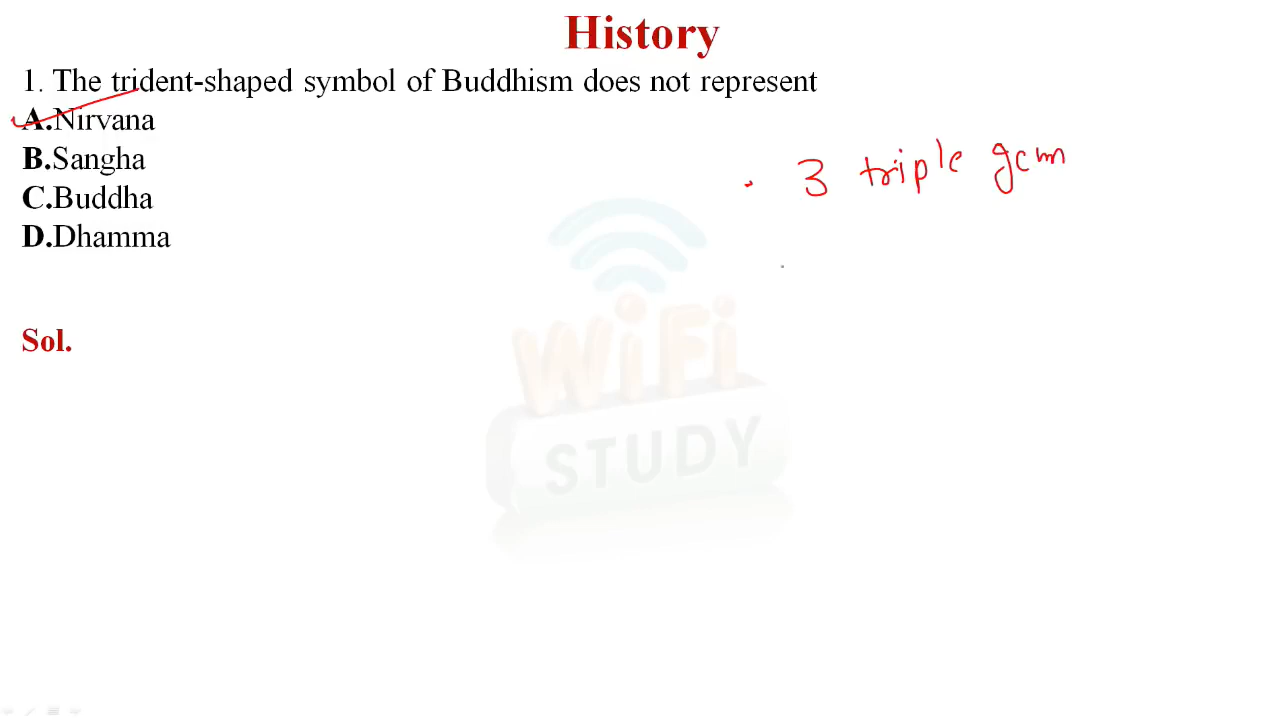 History
1. The trident-shaped symbol of Buddhism does not represent
A.Nirvana
B.Sangha
C.Buddha
D.Dhamma
3 triple gem
Sol.
WiFi
STUDY